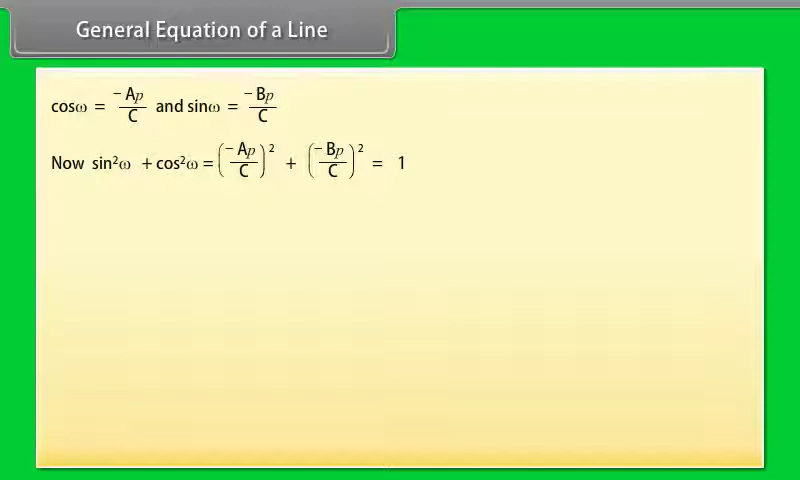 General Equation of a Line
cosω = −Ap/C and sinω = −Bp/C
Now sin²ω + cos²ω = (−Ap/C)² + (−Bp/C)² = 1